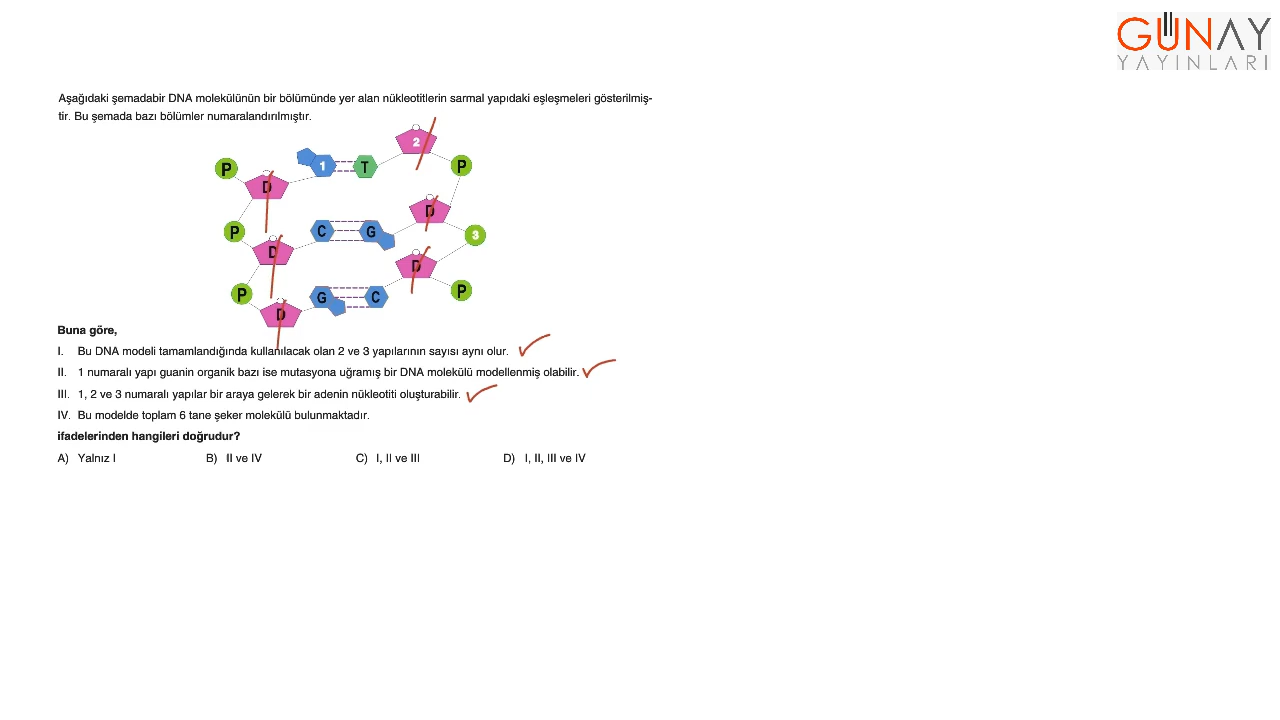 GÜNAY
YAYINLARI
Aşağıdaki şemadabir DNA molekülünün bir bölümünde yer alan nükleotitlerin sarmal yapıdaki eşleşmeleri gösterilmiş-
tir. Bu şemada bazı bölümler numaralandırılmıştır.
P D 1 T 2 P
P D C G D 3
P D G C D P
Buna göre,
I. Bu DNA modeli tamamlandığında kullanılacak olan 2 ve 3 yapılarının sayısı aynı olur.
II. 1 numaralı yapı guanin organik bazı ise mutasyona uğramış bir DNA molekülü modellenmiş olabilir.
III. 1, 2 ve 3 numaralı yapılar bir araya gelerek bir adenin nükleotiti oluşturabilir.
IV. Bu modelde toplam 6 tane şeker molekülü bulunmaktadır.
ifadelerinden hangileri doğrudur?
A) Yalnız I B) II ve IV C) I, II ve III D) I, II, III ve IV